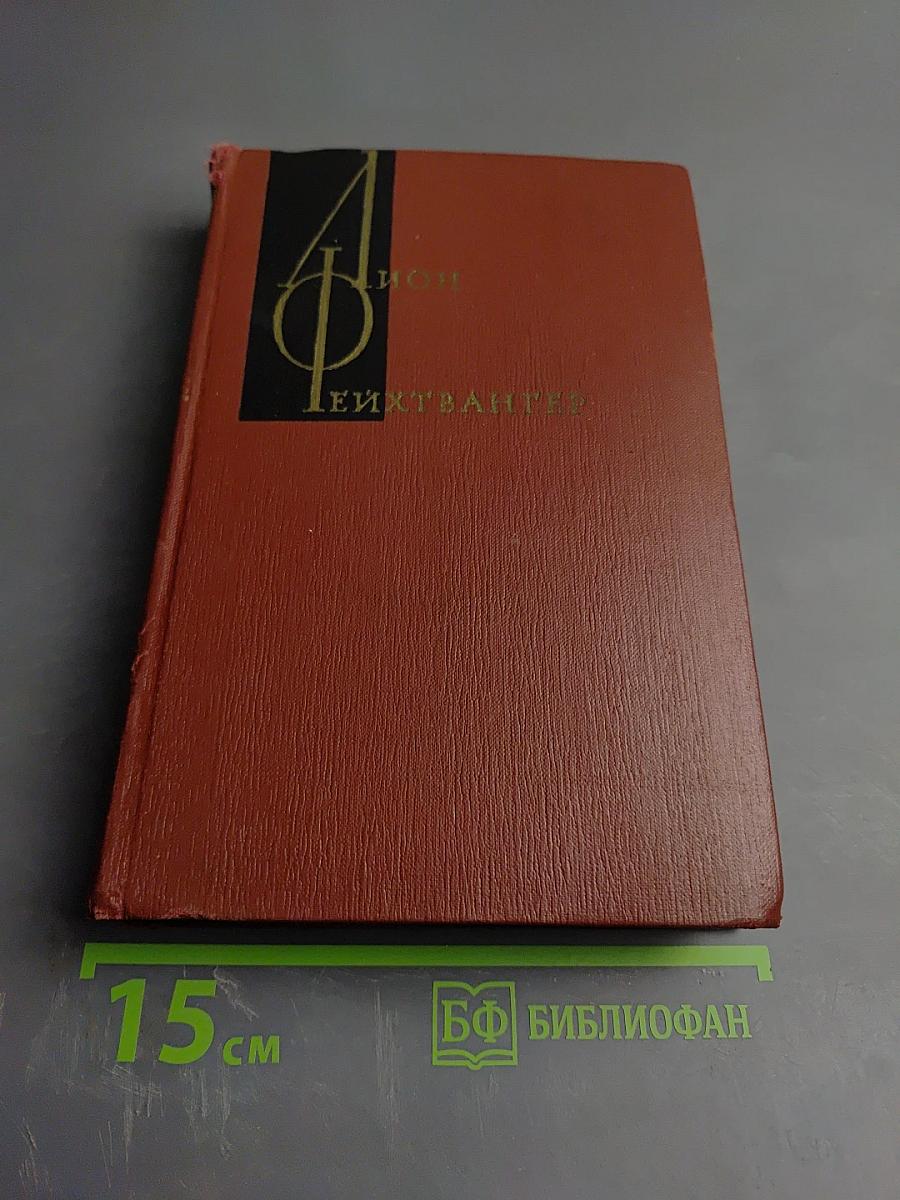 Лион
Фейхтвангер
15 см
БФ БИБЛИОФАН